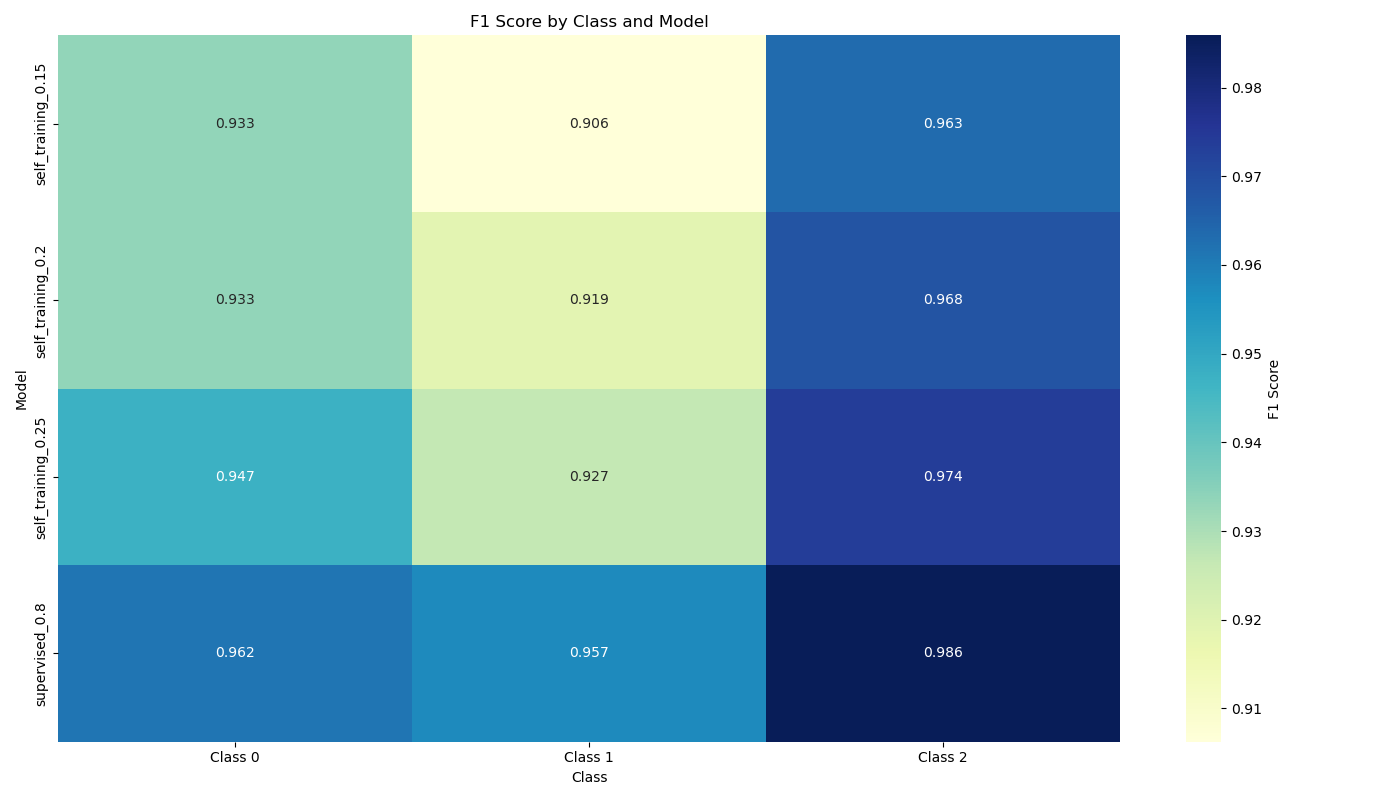 F1 Score by Class and Model
Model
self_training_0.15
0.933
0.906
0.963
self_training_0.2
0.933
0.919
0.968
self_training_0.25
0.947
0.927
0.974
supervised_0.8
0.962
0.957
0.986
Class 0
Class 1
Class 2
Class
0.98
0.97
0.96
0.95
0.94
0.93
0.92
0.91
F1 Score